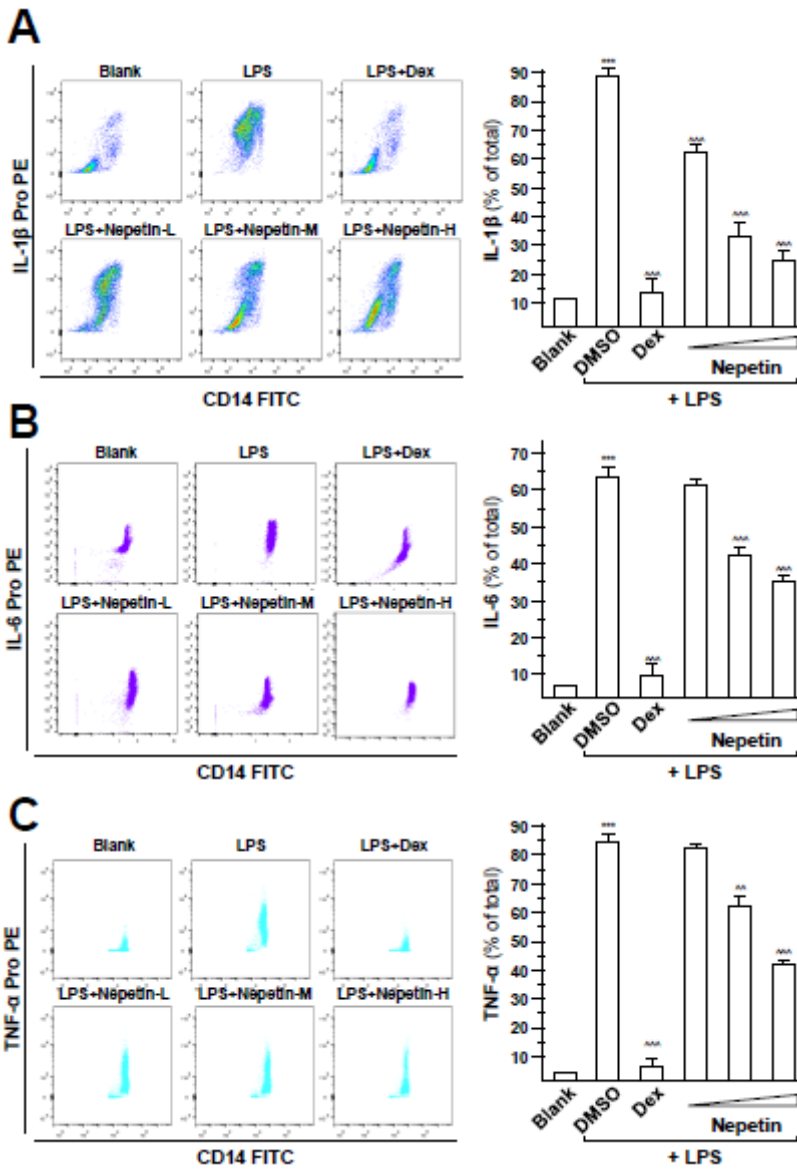 A
Blank LPS LPS+Dex
LPS+Nepetin-L LPS+Nepetin-M LPS+Nepetin-H
IL-1β Pro PE
CD14 FITC
IL-1β (% of total)
90
80
70
60
50
40
30
20
10
***
^^^
^^^
^^^
^^^
Blank DMSO Dex
Nepetin
+ LPS
B
Blank LPS LPS+Dex
LPS+Nepetin-L LPS+Nepetin-M LPS+Nepetin-H
IL-6 Pro PE
CD14 FITC
IL-6 (% of total)
70
60
50
40
30
20
10
***
^^^
^^^
^^^
Blank DMSO Dex
Nepetin
+ LPS
C
Blank LPS LPS+Dex
LPS+Nepetin-L LPS+Nepetin-M LPS+Nepetin-H
TNF-α Pro PE
CD14 FITC
TNF-α (% of total)
90
80
70
60
50
40
30
20
10
***
^^^
^^
^^^
Blank DMSO Dex
Nepetin
+ LPS